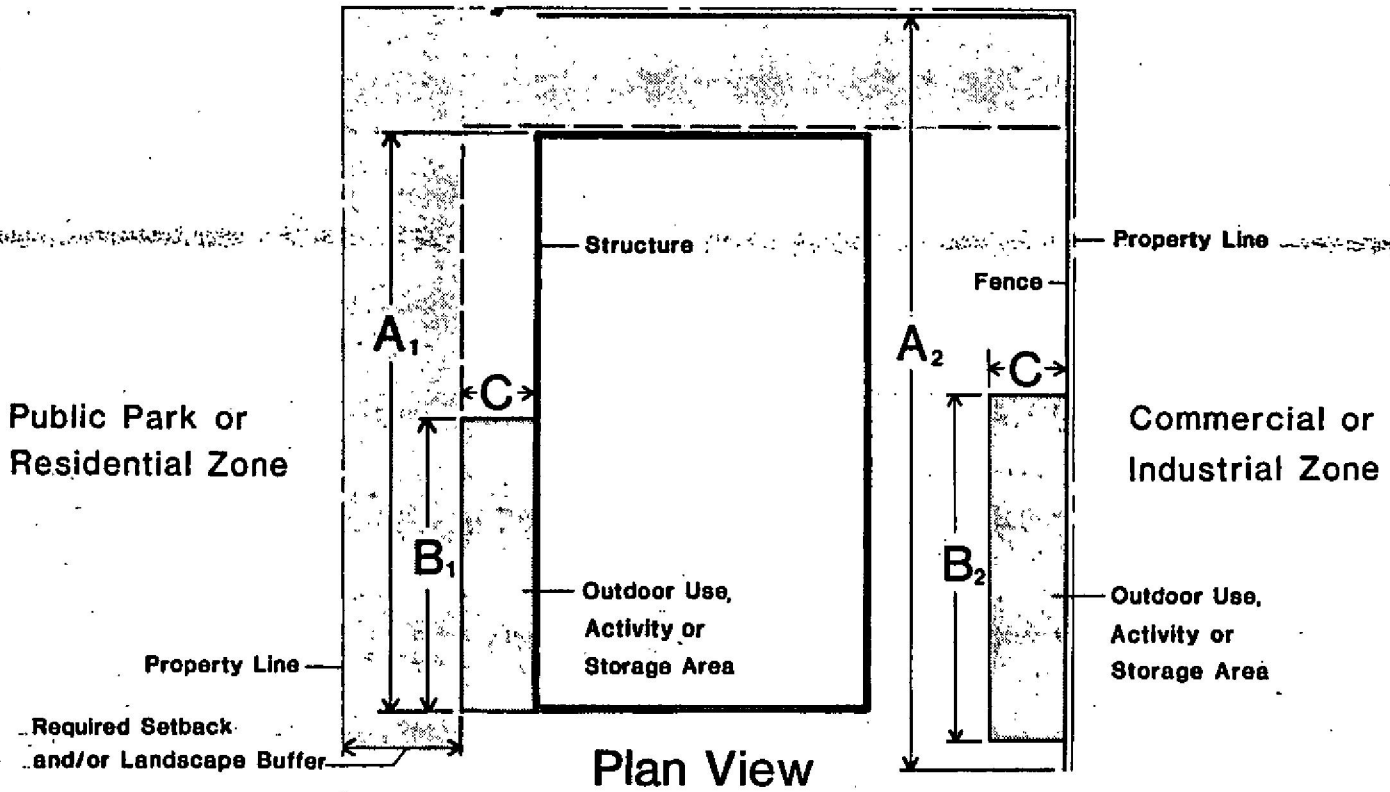 Structure
Property Line
Fence
A₁
A₂
C
C
Public Park or
Residential Zone
Commercial or
Industrial Zone
B₁
B₂
Outdoor Use,
Activity or
Storage Area
Outdoor Use,
Activity or
Storage Area
Property Line
Required Setback
and/or Landscape Buffer
Plan View